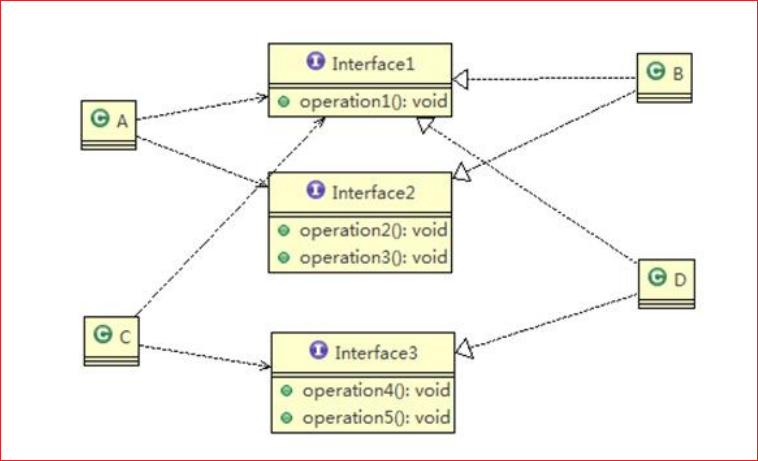 I Interface1
operation1(): void
C A
C B
I Interface2
operation2(): void
operation3(): void
C C
C D
I Interface3
operation4(): void
operation5(): void